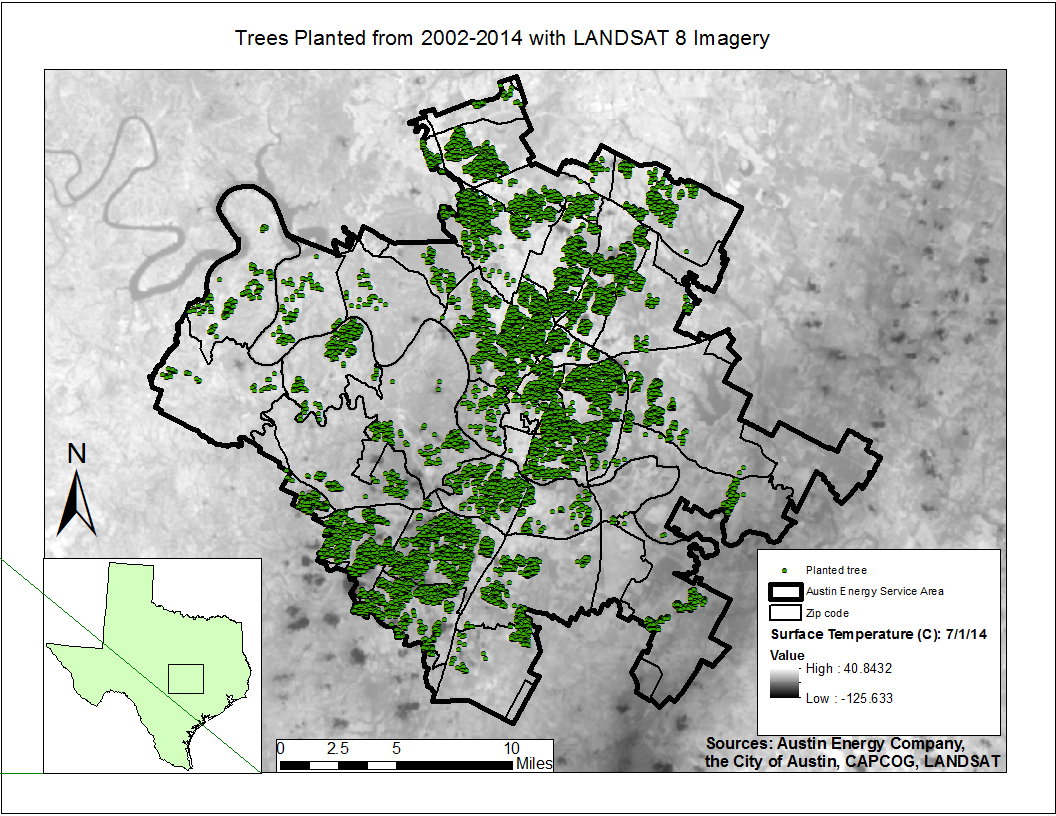 Trees Planted from 2002-2014 with LANDSAT 8 Imagery
N
Planted tree
Austin Energy Service Area
Zip code
Surface Temperature (C): 7/1/14
Value
High : 40.8432
Low : -125.633
0 2.5 5 10
Miles
Sources: Austin Energy Company,
the City of Austin, CAPCOG, LANDSAT